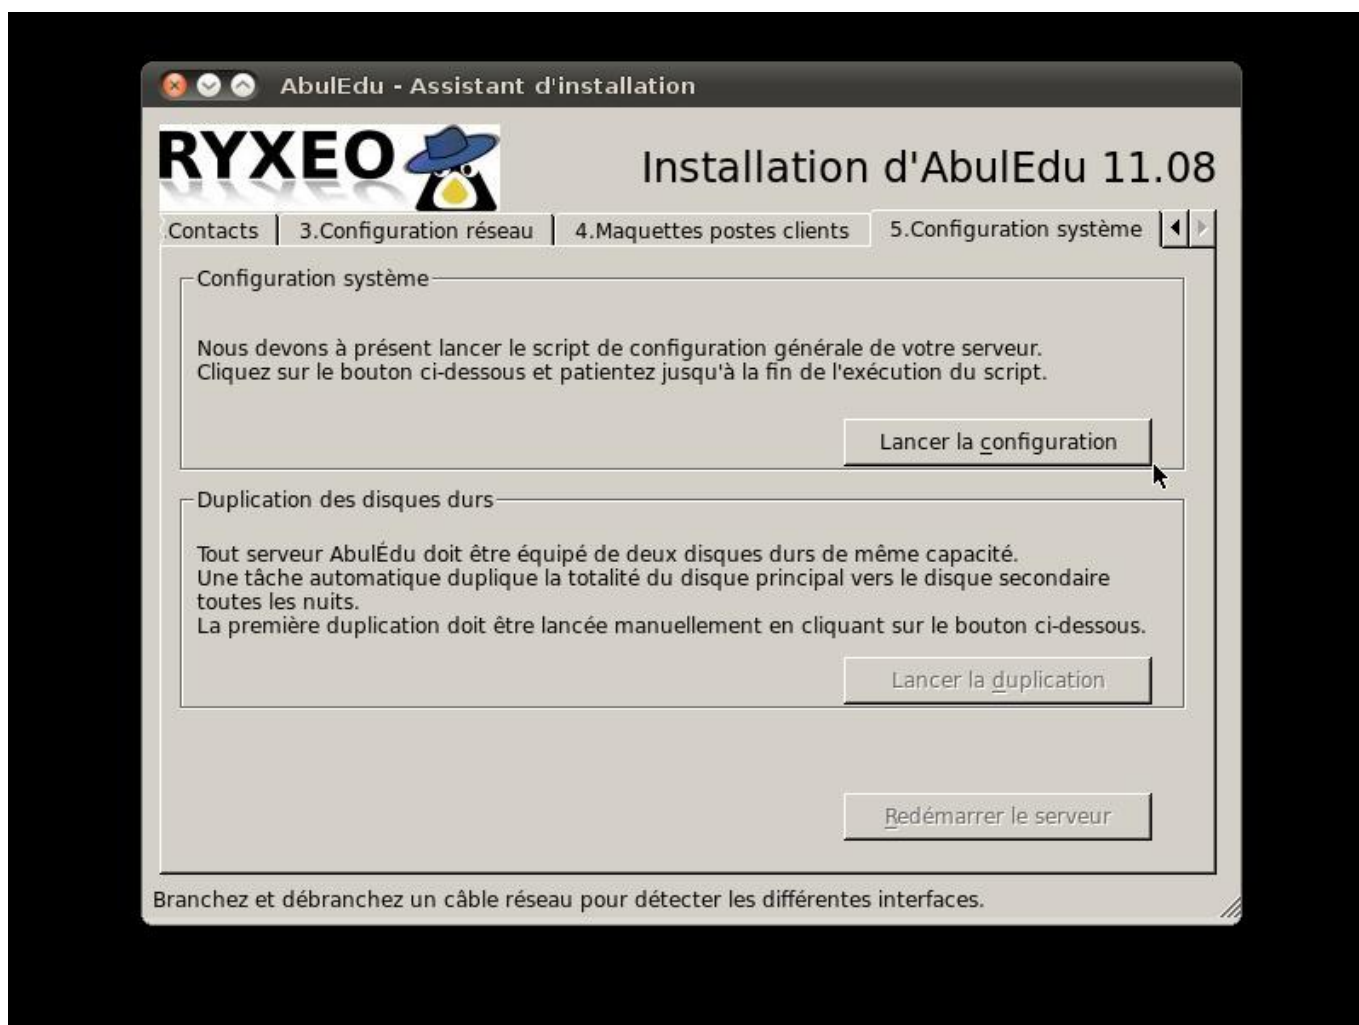 AbulEdu - Assistant d'installation
RYXEO
Installation d'AbulEdu 11.08
Contacts
3.Configuration réseau
4.Maquettes postes clients
5.Configuration système
Configuration système
Nous devons à présent lancer le script de configuration générale de votre serveur.
Cliquez sur le bouton ci-dessous et patientez jusqu'à la fin de l'exécution du script.
Lancer la configuration
Duplication des disques durs
Tout serveur AbulÉdu doit être équipé de deux disques durs de même capacité.
Une tâche automatique duplique la totalité du disque principal vers le disque secondaire
toutes les nuits.
La première duplication doit être lancée manuellement en cliquant sur le bouton ci-dessous.
Lancer la duplication
Redémarrer le serveur
Branchez et débranchez un câble réseau pour détecter les différentes interfaces.